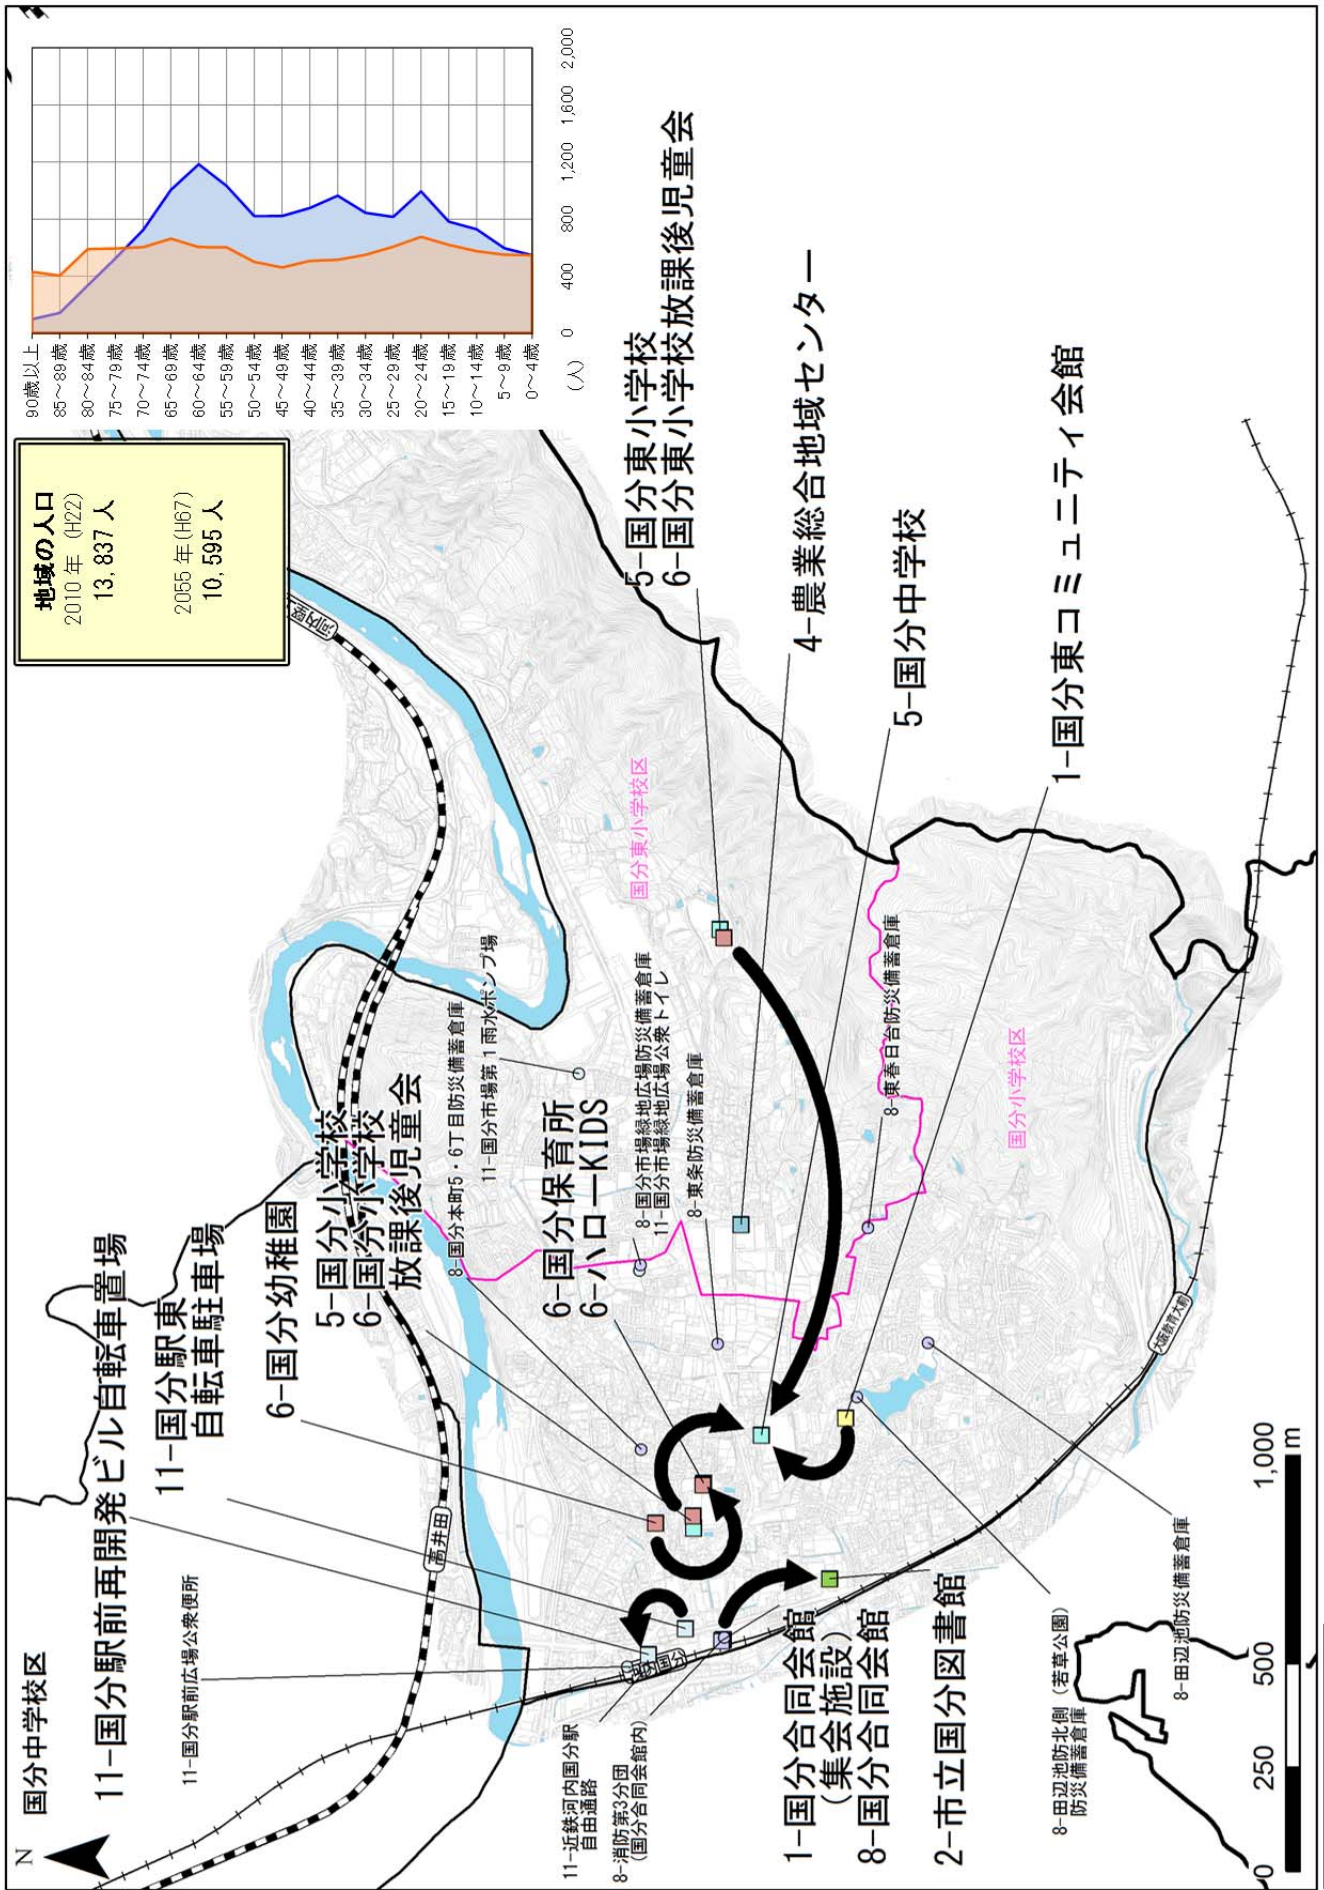 国分中学校区
N
11-国分駅前再開発ビル自転車置場
11-国分駅東
自転車駐車場
11-国分駅前広場公衆便所
6-国分幼稚園
5-国分小学校
6-国分小学校
放課後児童会
8-国分本町5・6丁目防災備蓄倉庫
11-国分市場第1雨水ポンプ場
6-国分保育所
6-ハローKIDS
8-国分市場緑地広場防災備蓄倉庫
11-国分市場緑地広場公衆トイレ
8-東条防災備蓄倉庫
高井田
河内堅
地域の人口
2010年 (H22)
13,837人
2055年(H67)
10,595人
90歳以上
85~89歳
80~84歳
75~79歳
70~74歳
65~69歳
60~64歳
55~59歳
50~54歳
45~49歳
40~44歳
35~39歳
30~34歳
25~29歳
20~24歳
15~19歳
10~14歳
5~9歳
0~4歳
(人)
0
400
800
1,200
1,600
2,000
国分東小学校区
5-国分東小学校
6-国分東小学校放課後児童会
4-農業総合地域センター
5-国分中学校
1-国分東コミュニティ会館
8-東春日台防災備蓄倉庫
国分小学校区
大阪教育大前
11-近鉄河内国分駅
自由通路
8-消防第3分団
(国分合同会館内)
1-国分合同会館
(集会施設)
8-国分合同会館
2-市立国分図書館
8-田辺池防北側 (若草公園)
防災備蓄倉庫
8-田辺池防災備蓄倉庫
0
250
500
1,000
m